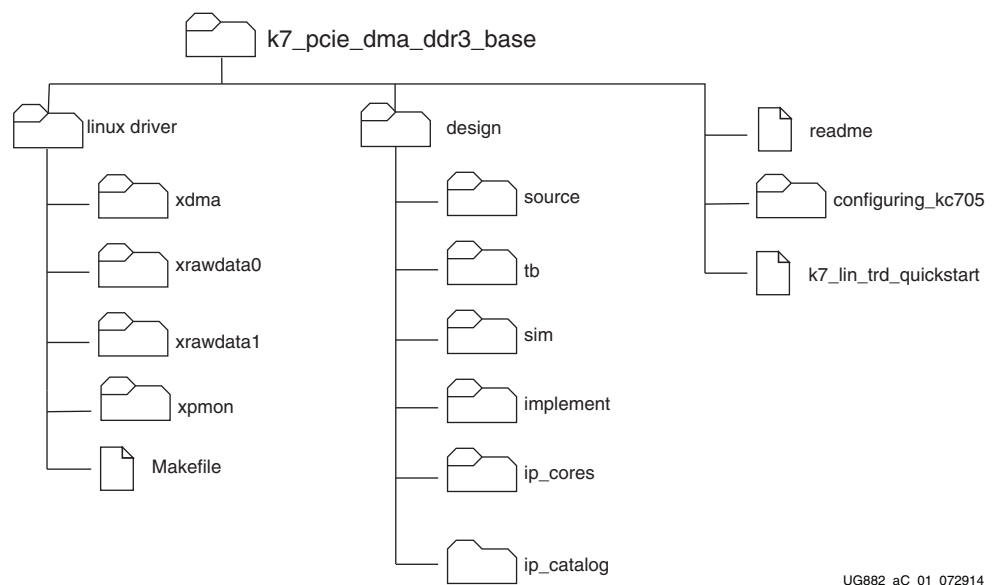 k7_pcie_dma_ddr3_base
linux driver
xdma
xrawdata0
xrawdata1
xpmon
Makefile
design
source
tb
sim
implement
ip_cores
ip_catalog
readme
configuring_kc705
k7_lin_trd_quickstart
UG882_aC_01_072914